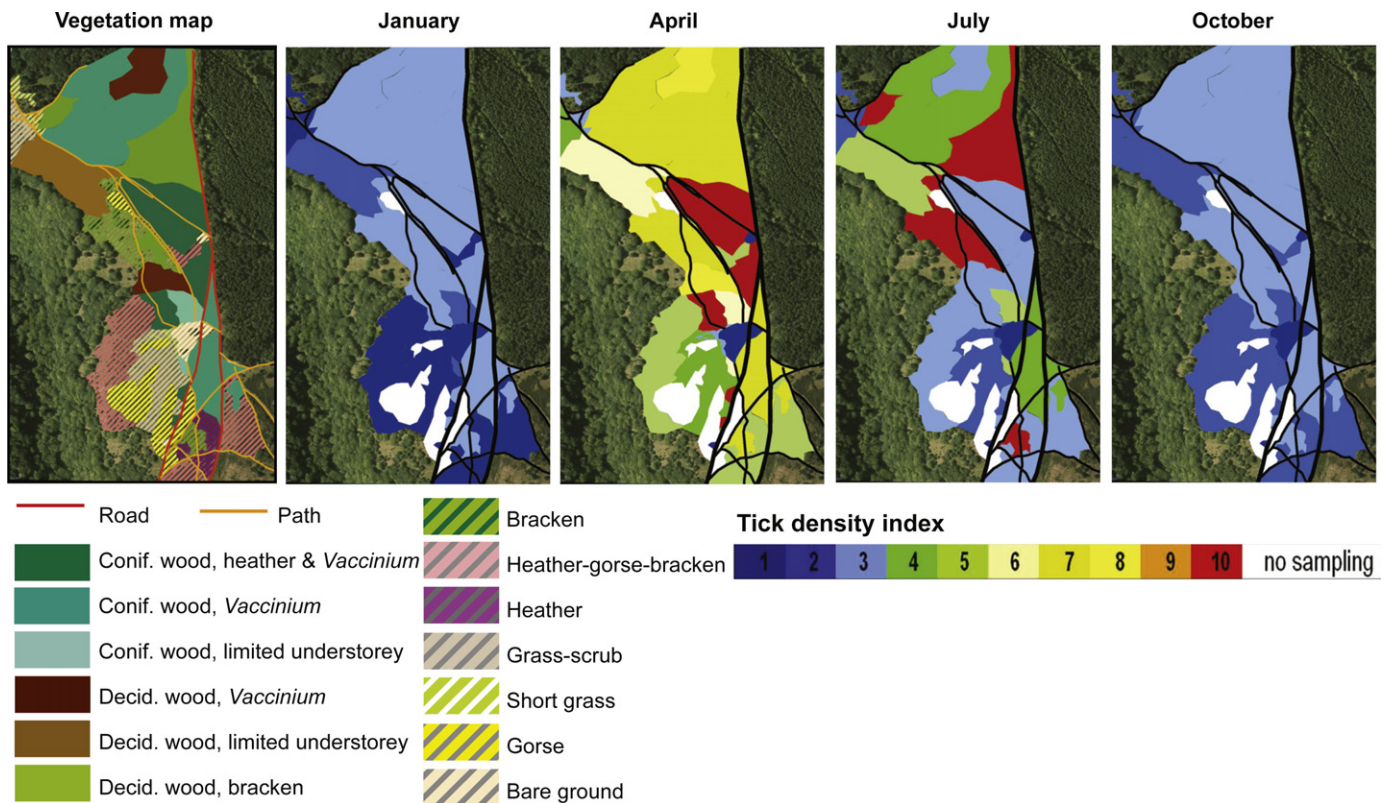 Vegetation map
January
April
July
October
Road
Path
Conif. wood, heather & Vaccinium
Conif. wood, Vaccinium
Conif. wood, limited understorey
Decid. wood, Vaccinium
Decid. wood, limited understorey
Decid. wood, bracken
Bracken
Heather-gorse-bracken
Heather
Grass-scrub
Short grass
Gorse
Bare ground
Tick density index
1 2 3 4 5 6 7 8 9 10 no sampling